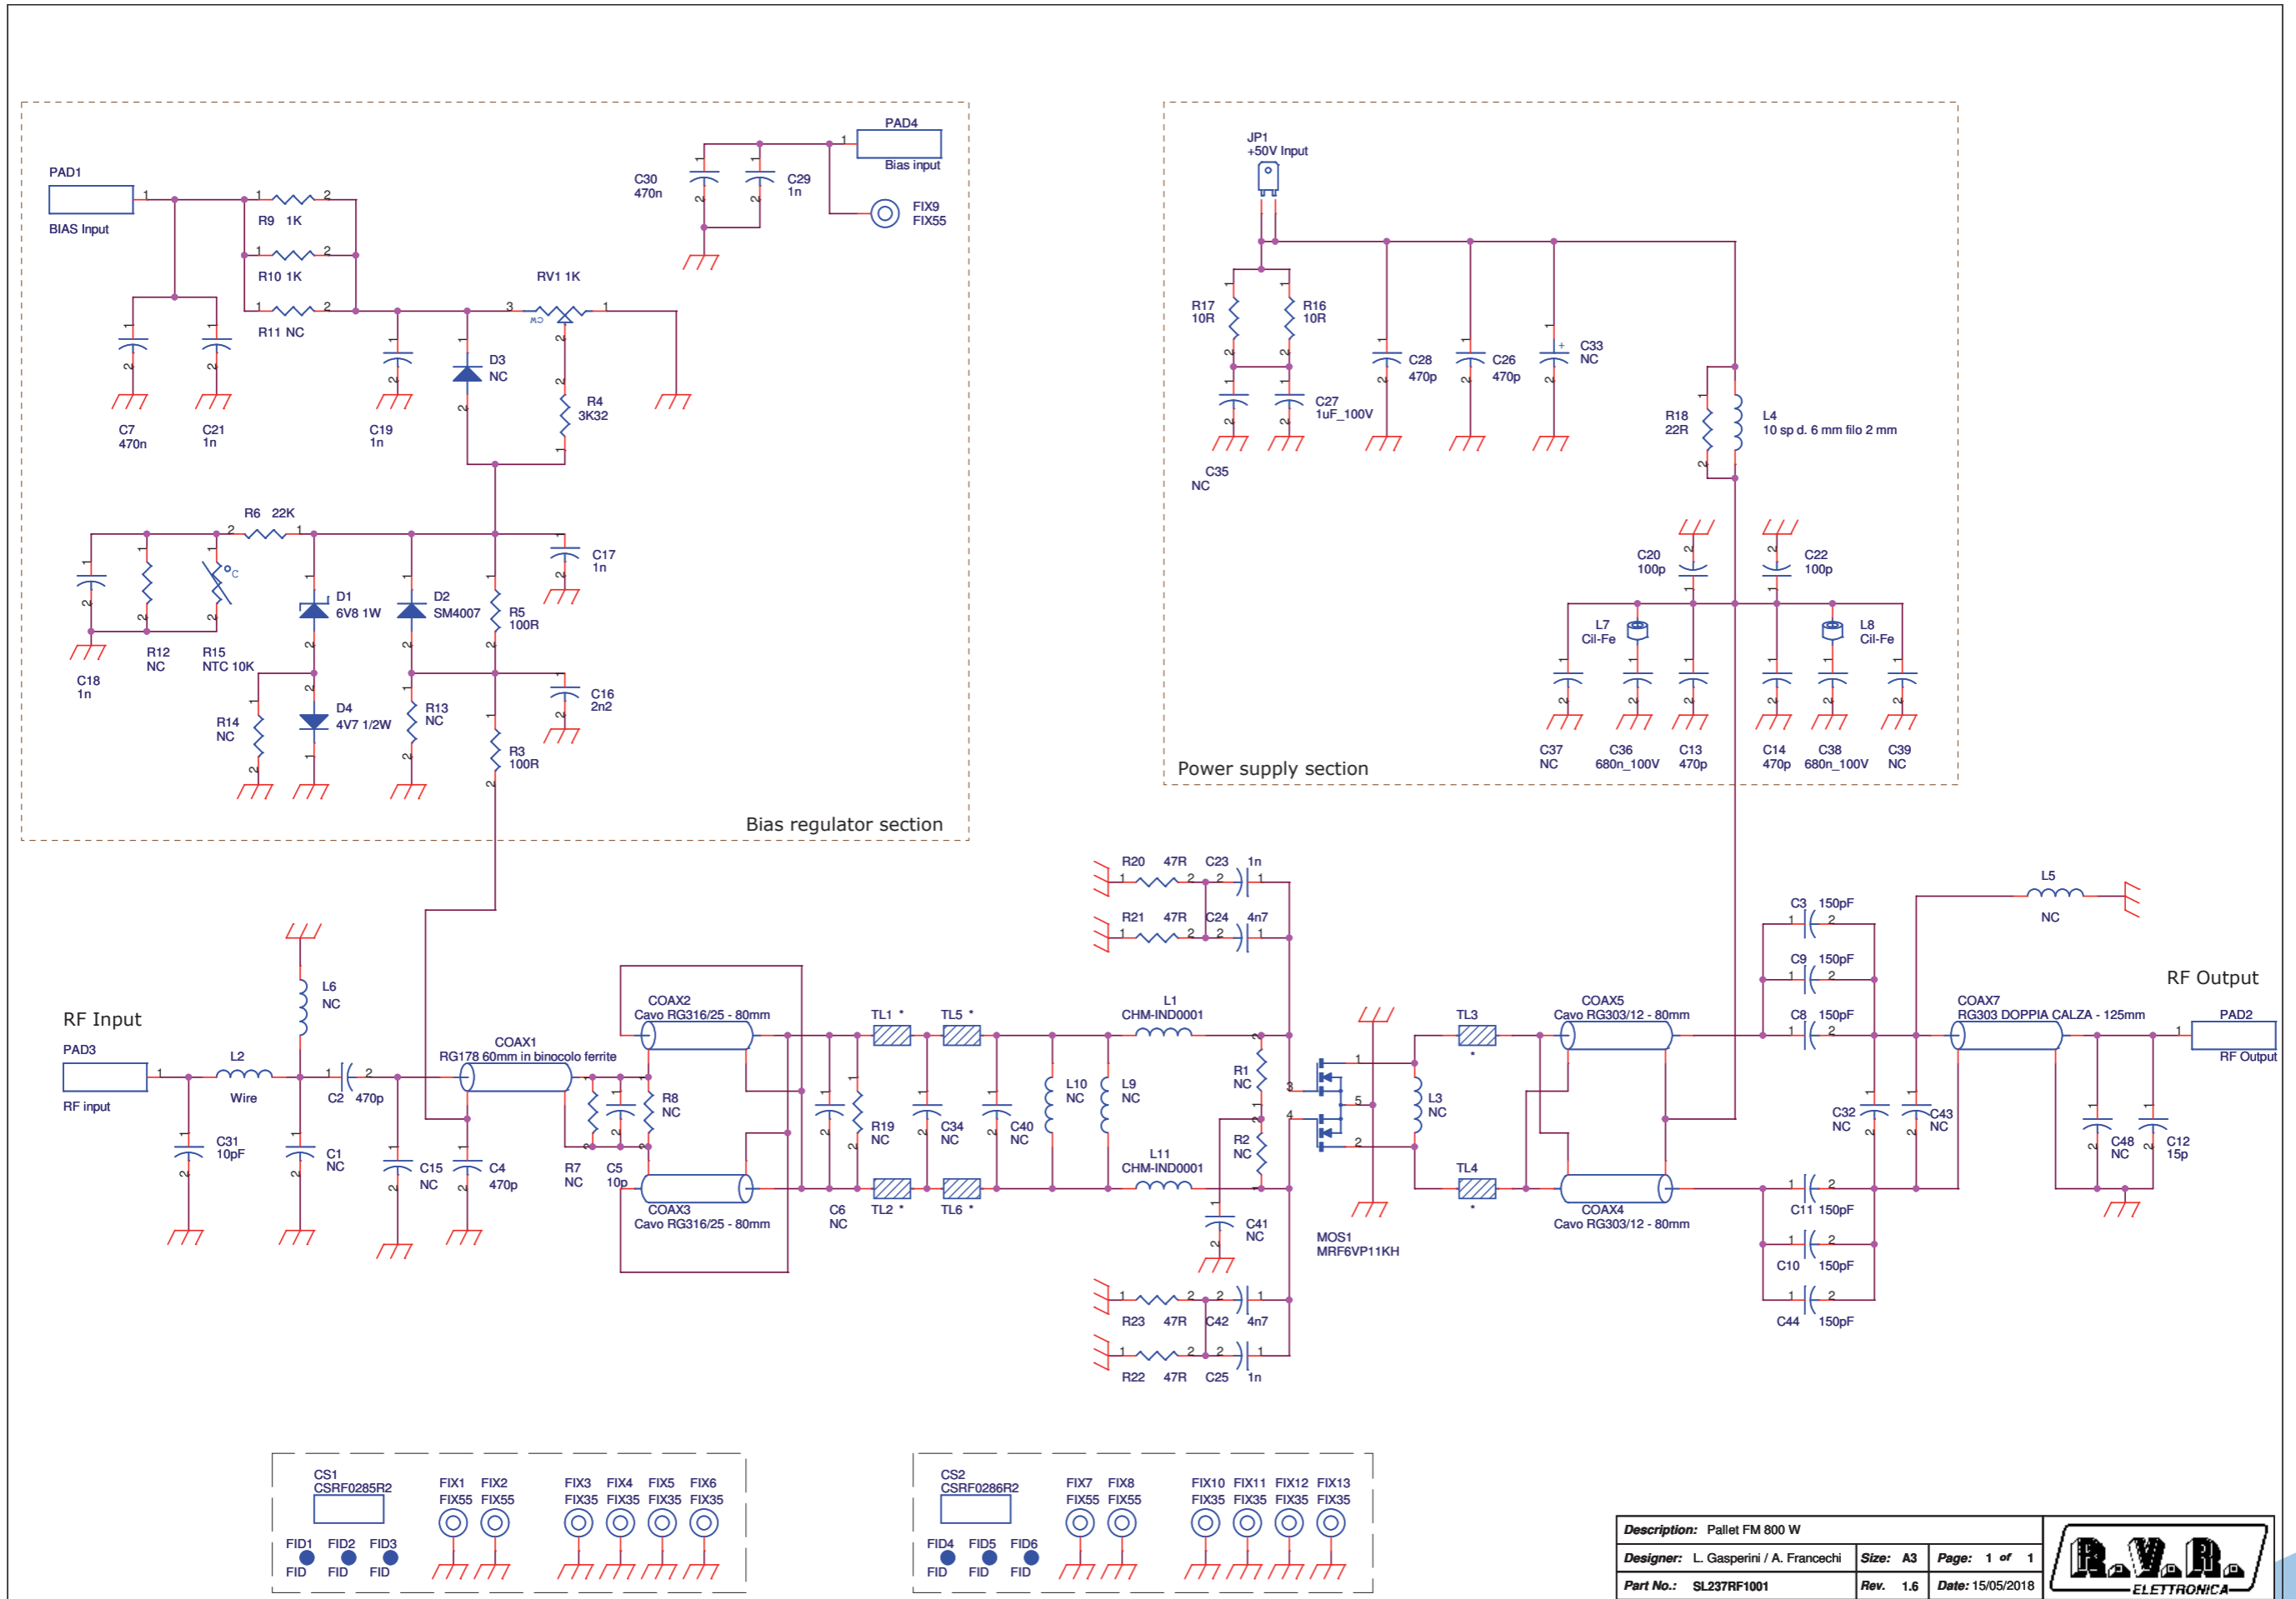 PAD1
BIAS Input
R9 1K
R10 1K
R11 NC
C7
470n
C21
1n
C19
1n
D3
NC
RV1 1K
CW
R4
3K32
C30
470n
C29
1n
PAD4
Bias input
FIX9
FIX55
R6 22K
C18
1n
R12
NC
R15
NTC 10K
°C
D1
6V8 1W
D2
SM4007
R5
100R
C17
1n
R14
NC
D4
4V7 1/2W
R13
NC
C16
2n2
R3
100R
Bias regulator section
JP1
+50V Input
R17
10R
R16
10R
C35
NC
C27
1uF_100V
C28
470p
C26
470p
C33
NC
R18
22R
L4
10 sp d. 6 mm filo 2 mm
C20
100p
C22
100p
L7
Cil-Fe
L8
Cil-Fe
C37
NC
C36
680n_100V
C13
470p
C14
470p
C38
680n_100V
C39
NC
Power supply section
RF Input
PAD3
RF input
C31
10pF
L2
Wire
L6
NC
C1
NC
C2 470p
C15
NC
C4
470p
COAX1
RG178 60mm in binocolo ferrite
R7
NC
C5
10p
R8
NC
COAX2
Cavo RG316/25 - 80mm
COAX3
Cavo RG316/25 - 80mm
C6
NC
R19
NC
TL1 *
TL5 *
TL2 *
TL6 *
C34
NC
C40
NC
L10
NC
L9
NC
L1
CHM-IND0001
L11
CHM-IND0001
R20 47R C23 1n
R21 47R C24 4n7
R1
NC
R2
NC
C41
NC
R23 47R C42 4n7
R22 47R C25 1n
MOS1
MRF6VP11KH
L3
NC
TL3
*
TL4
*
COAX5
Cavo RG303/12 - 80mm
COAX4
Cavo RG303/12 - 80mm
C3 150pF
C9 150pF
C8 150pF
C11 150pF
C10 150pF
C44 150pF
C32
NC
C43
NC
L5
NC
COAX7
RG303 DOPPIA CALZA - 125mm
C48
NC
C12
15p
RF Output
PAD2
RF Output
CS1
CSRF0285R2
FID1 FID2 FID3
FID FID FID
FIX1 FIX2 FIX3 FIX4 FIX5 FIX6
FIX55 FIX55 FIX35 FIX35 FIX35 FIX35
CS2
CSRF0286R2
FID4 FID5 FID6
FID FID FID
FIX7 FIX8 FIX10 FIX11 FIX12 FIX13
FIX55 FIX55 FIX35 FIX35 FIX35 FIX35
Description: Pallet FM 800 W
Designer: L. Gasperini / A. Francechi Size: A3 Page: 1 of 1
Part No.: SL237RF1001 Rev. 1.6 Date: 15/05/2018
R.V.R.
ELETTRONICA